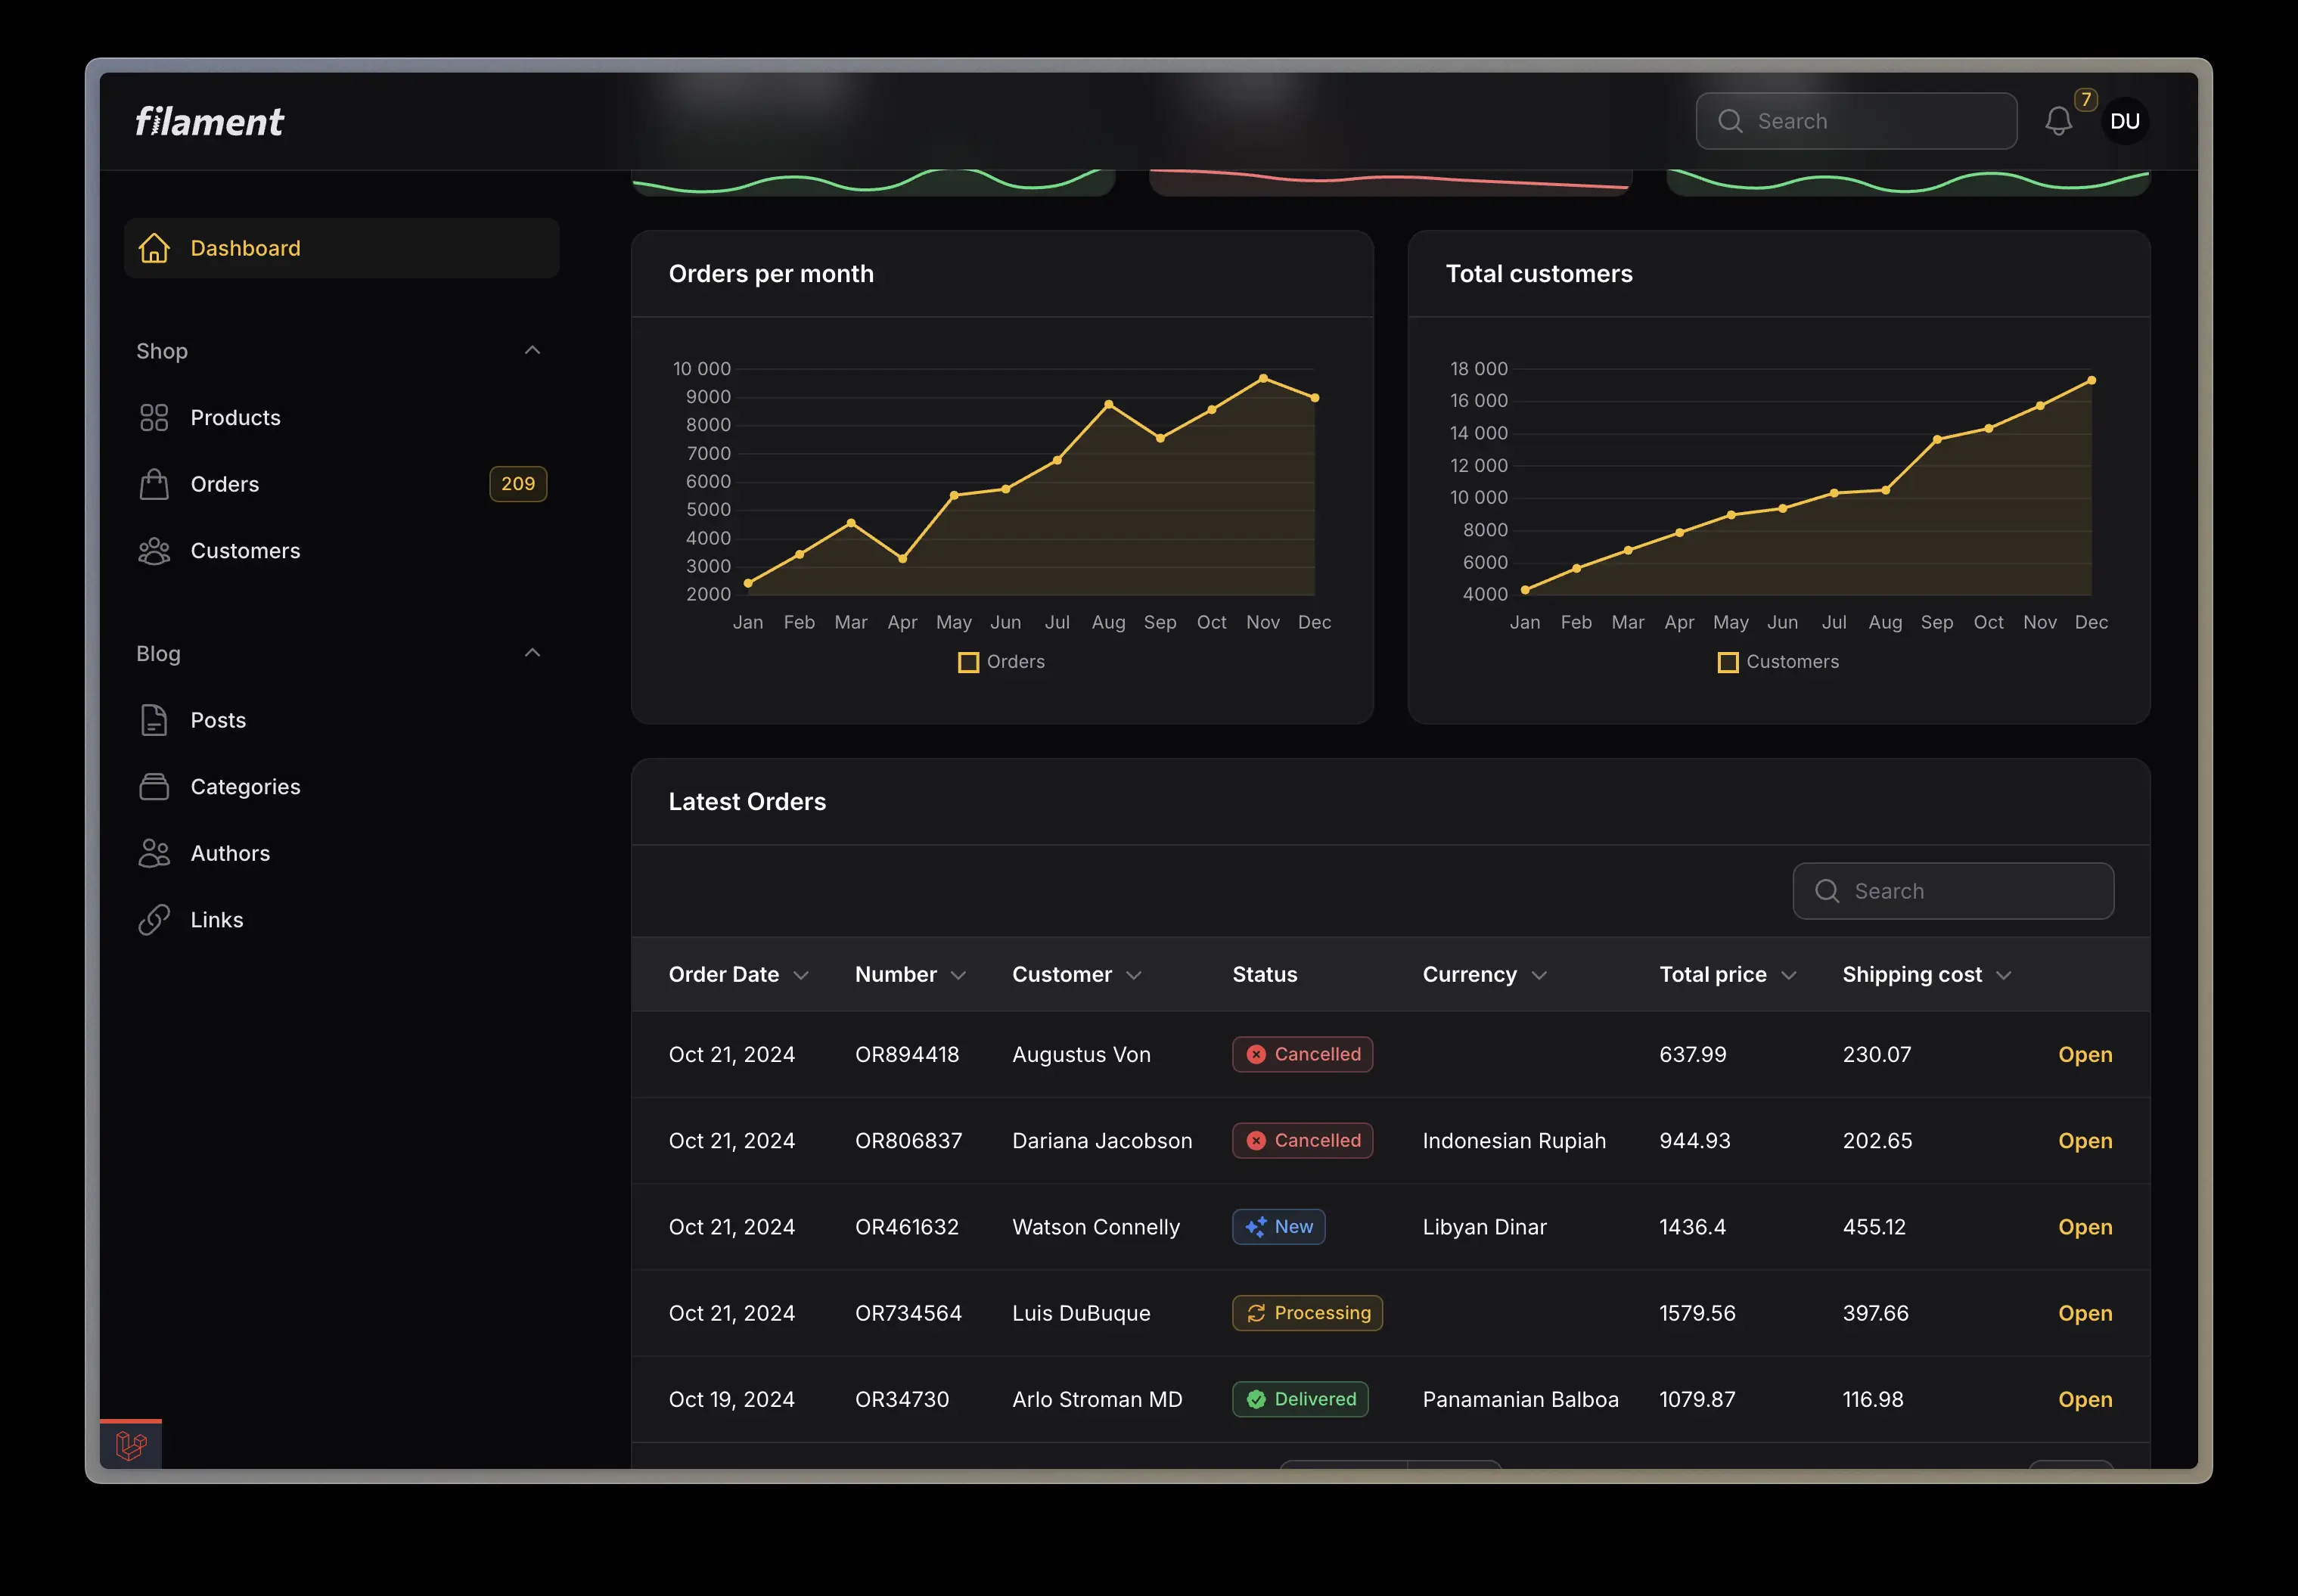 filament
Search
7
DU
Dashboard
Shop
Products
Orders
209
Customers
Blog
Posts
Categories
Authors
Links
Orders per month
10 000
9000
8000
7000
6000
5000
4000
3000
2000
Jan Feb Mar Apr May Jun Jul Aug Sep Oct Nov Dec
Orders
Total customers
18 000
16 000
14 000
12 000
10 000
8000
6000
4000
Jan Feb Mar Apr May Jun Jul Aug Sep Oct Nov Dec
Customers
Latest Orders
Search
Order Date Number Customer Status Currency Total price Shipping cost
Oct 21, 2024 OR894418 Augustus Von Cancelled 637.99 230.07 Open
Oct 21, 2024 OR806837 Dariana Jacobson Cancelled Indonesian Rupiah 944.93 202.65 Open
Oct 21, 2024 OR461632 Watson Connelly New Libyan Dinar 1436.4 455.12 Open
Oct 21, 2024 OR734564 Luis DuBuque Processing 1579.56 397.66 Open
Oct 19, 2024 OR34730 Arlo Stroman MD Delivered Panamanian Balboa 1079.87 116.98 Open